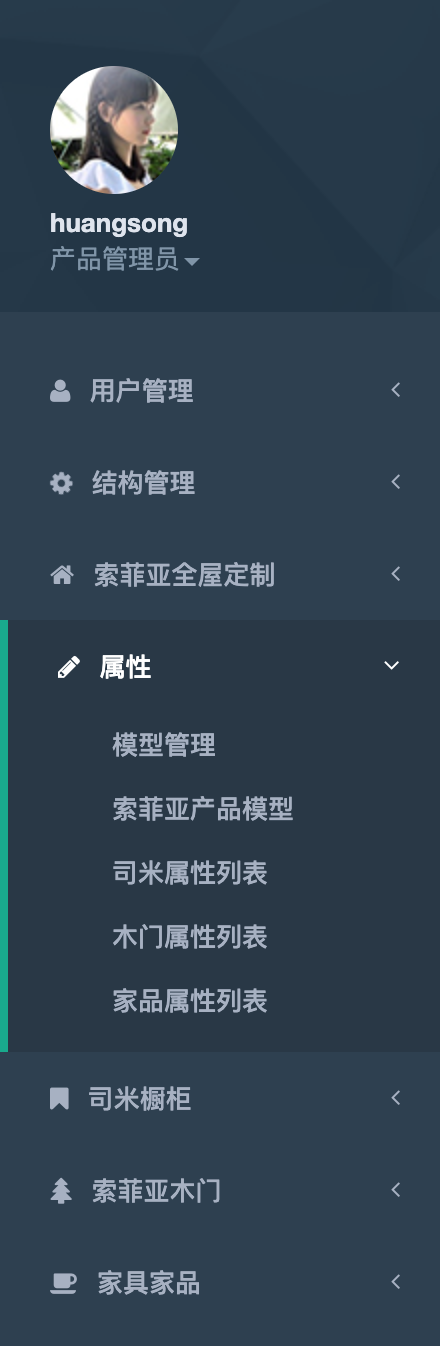 huangsong
产品管理员
用户管理
结构管理
索菲亚全屋定制
属性
模型管理
索菲亚产品模型
司米属性列表
木门属性列表
家品属性列表
司米橱柜
索菲亚木门
家具家品